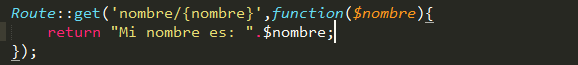 Route::get('nombre/{nombre}',function($nombre){
    return "Mi nombre es: ".$nombre;
});